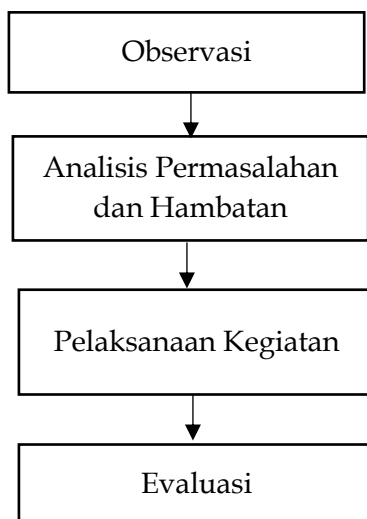 Observasi
Analisis Permasalahan
dan Hambatan
Pelaksanaan Kegiatan
Evaluasi